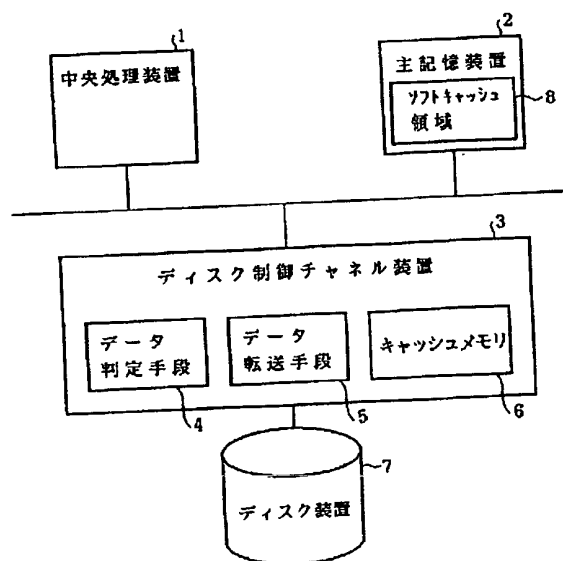 1
中央処理装置
2
主記憶装置
ソフトキャッシュ
領域
8
3
ディスク制御チャネル装置
データ
判定手段
4
データ
転送手段
5
キャッシュメモリ
6
7
ディスク装置